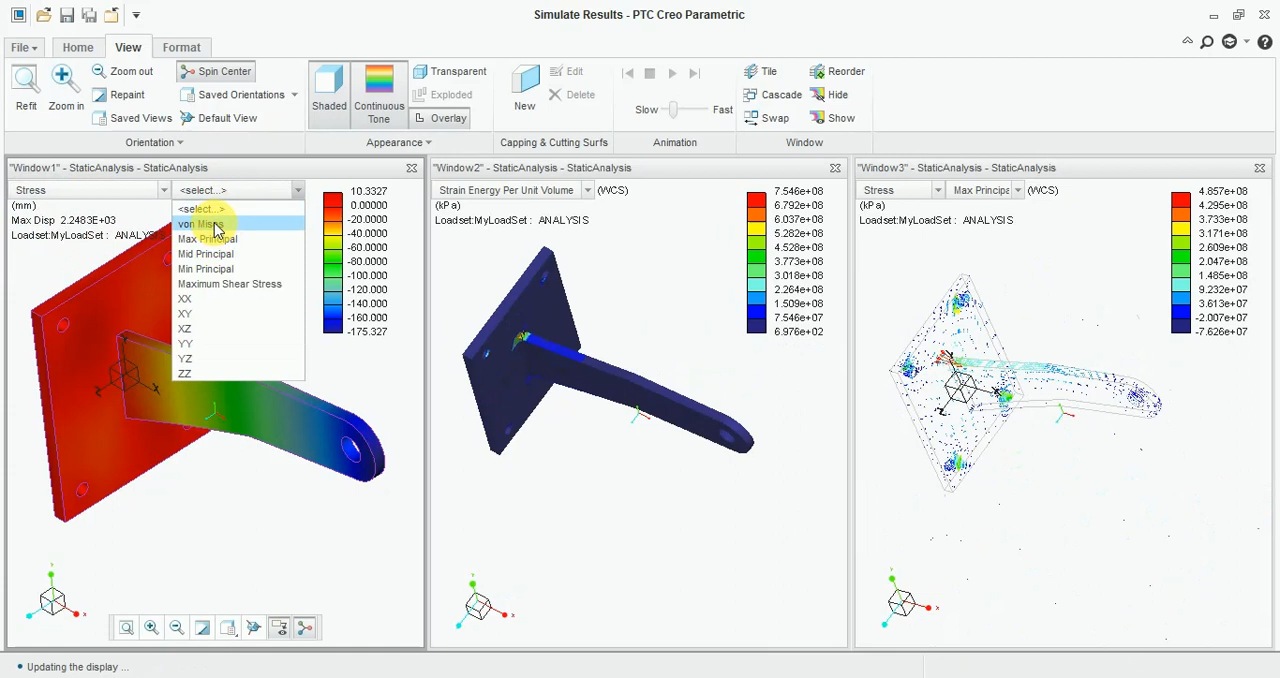 Simulate Results - PTC Creo Parametric
File
Home
View
Format
Refit
Zoom in
Zoom out
Repaint
Saved Views
Spin Center
Saved Orientations
Default View
Orientation
Shaded
Continuous
Tone
Transparent
Exploded
Overlay
Appearance
New
Edit
Delete
Capping & Cutting Surfs
Slow
Fast
Animation
Tile
Cascade
Swap
Reorder
Hide
Show
Window
"Window1" - StaticAnalysis - StaticAnalysis
Stress
<select...>
(mm)
Max Disp 2.2483E+03
Loadset:MyLoadSet : ANALYSIS
<select...>
von Mises
Max Principal
Mid Principal
Min Principal
Maximum Shear Stress
XX
XY
XZ
YY
YZ
ZZ
10.3327
0.00000
-20.0000
-40.0000
-60.0000
-80.0000
-100.000
-120.000
-140.000
-160.000
-175.327
Y
X
Z
y
x
"Window2" - StaticAnalysis - StaticAnalysis
Strain Energy Per Unit Volume
(WCS)
(kPa)
Loadset:MyLoadSet : ANALYSIS
7.546e+08
6.792e+08
6.037e+08
5.282e+08
4.528e+08
3.773e+08
3.018e+08
2.264e+08
1.509e+08
7.546e+07
6.976e+02
y
x
"Window3" - StaticAnalysis - StaticAnalysis
Stress
Max Principa
(WCS)
(kPa)
Loadset:MyLoadSet : ANALYSIS
4.857e+08
4.295e+08
3.733e+08
3.171e+08
2.609e+08
2.047e+08
1.485e+08
9.232e+07
3.613e+07
-2.007e+07
-7.626e+07
Y
X
Z
y
x
Updating the display ...